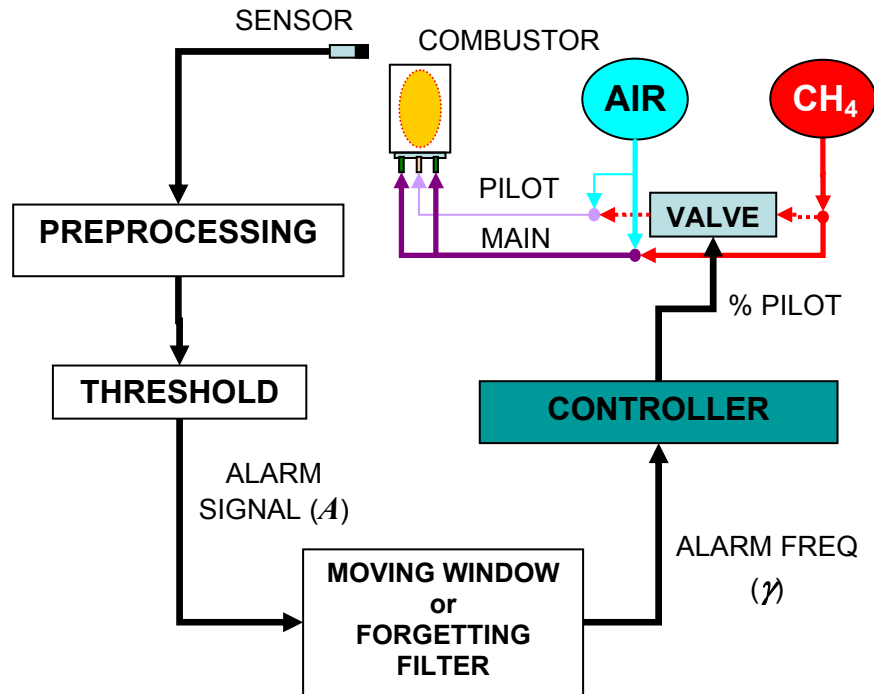 SENSOR
COMBUSTOR
AIR
CH₄
PILOT
VALVE
MAIN
PREPROCESSING
% PILOT
THRESHOLD
CONTROLLER
ALARM
SIGNAL (A)
ALARM FREQ
(γ)
MOVING WINDOW
or
FORGETTING
FILTER